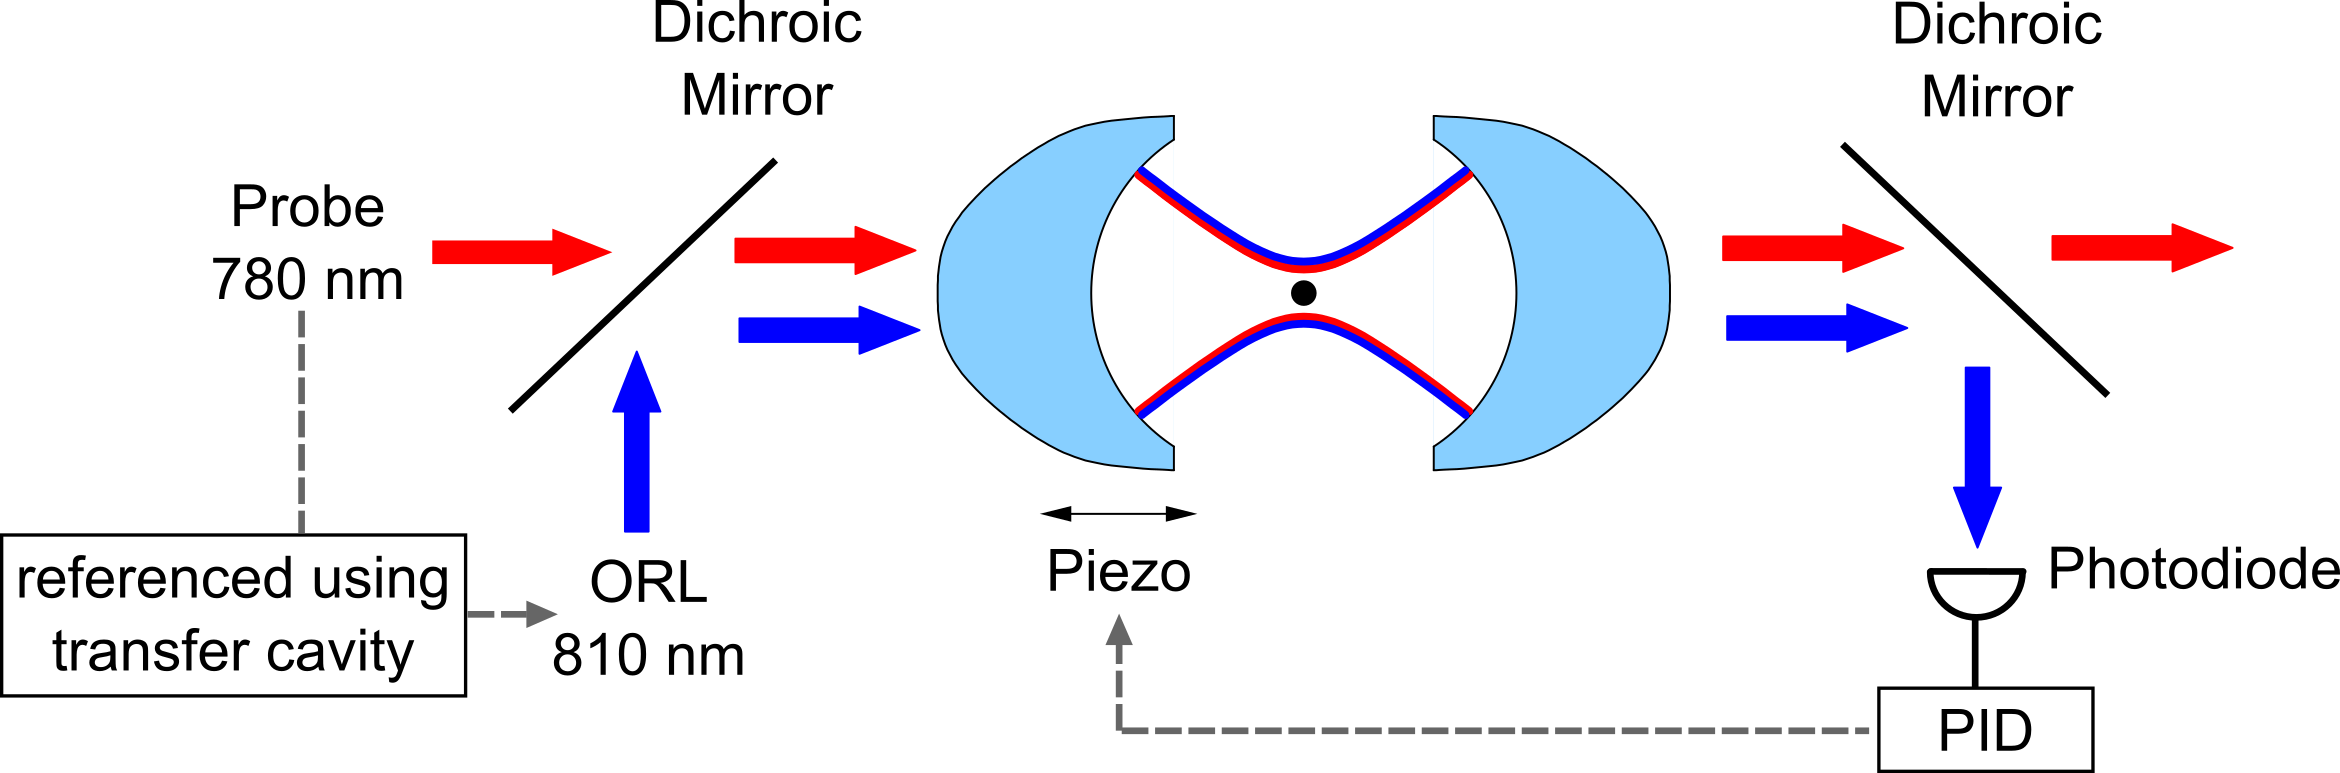 Dichroic
Mirror
Dichroic
Mirror
Probe
780 nm
referenced using
transfer cavity
ORL
810 nm
Piezo
Photodiode
PID